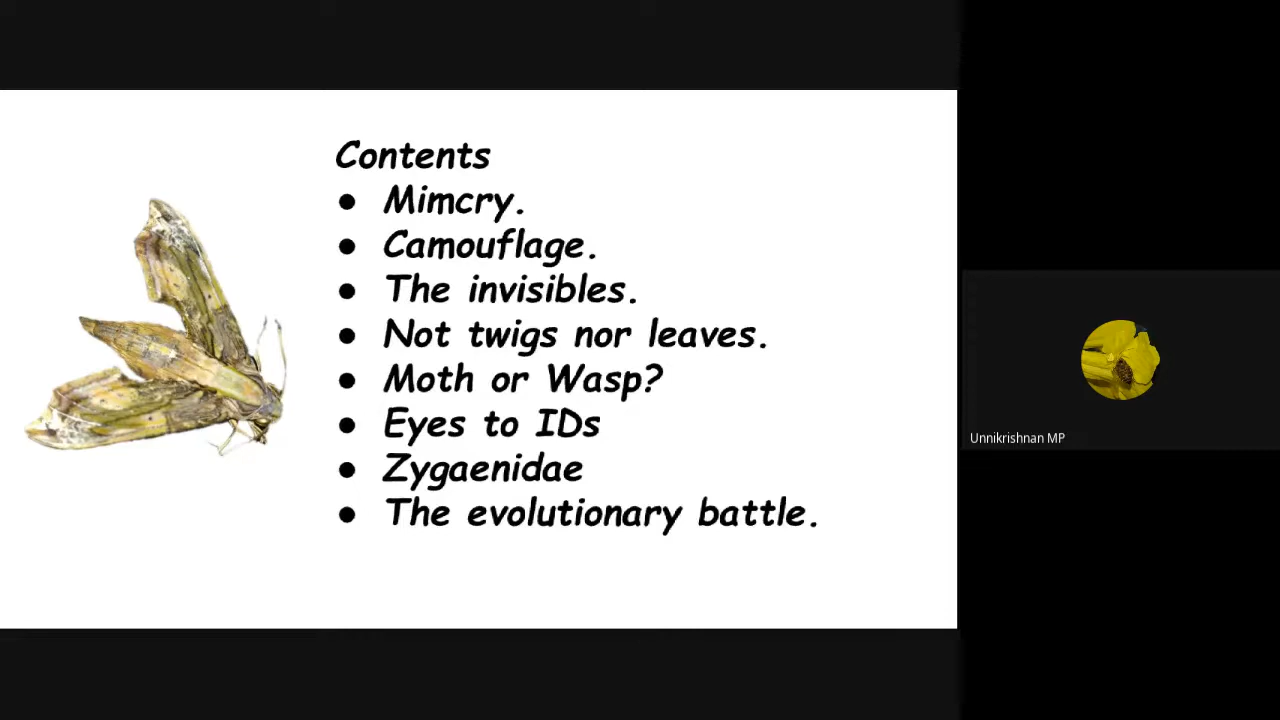 Contents
● Mimcry.
● Camouflage.
● The invisibles.
● Not twigs nor leaves.
● Moth or Wasp?
● Eyes to IDs
● Zygaenidae
● The evolutionary battle.
Unnikrishnan MP